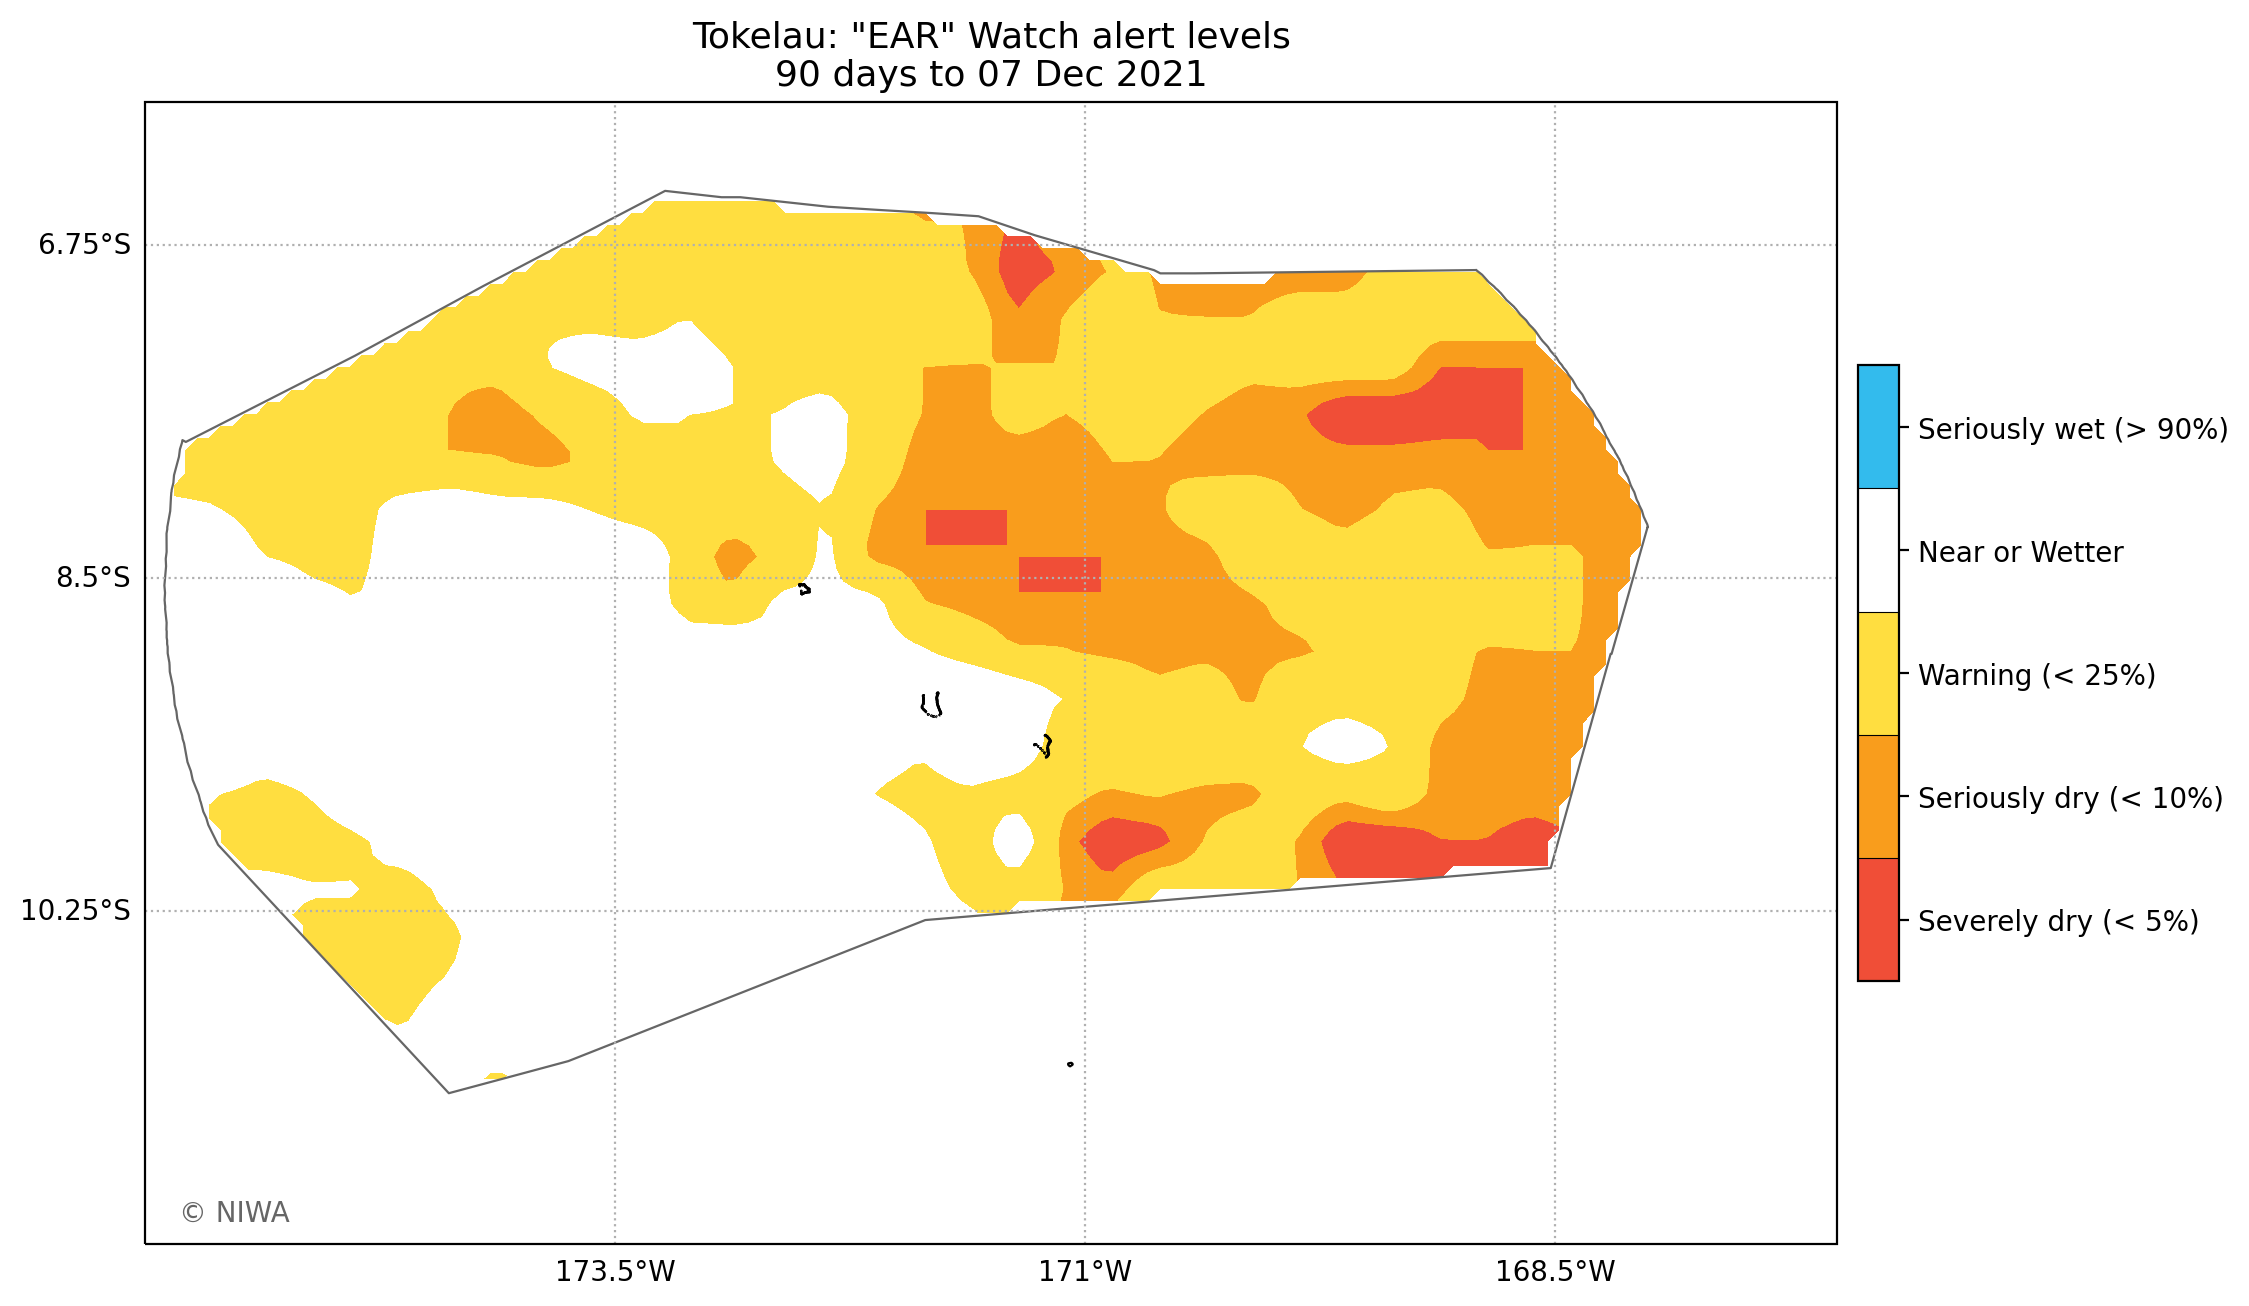 Tokelau: "EAR" Watch alert levels
90 days to 07 Dec 2021
6.75°S
8.5°S
10.25°S
173.5°W
171°W
168.5°W
Seriously wet (> 90%)
Near or Wetter
Warning (< 25%)
Seriously dry (< 10%)
Severely dry (< 5%)
© NIWA